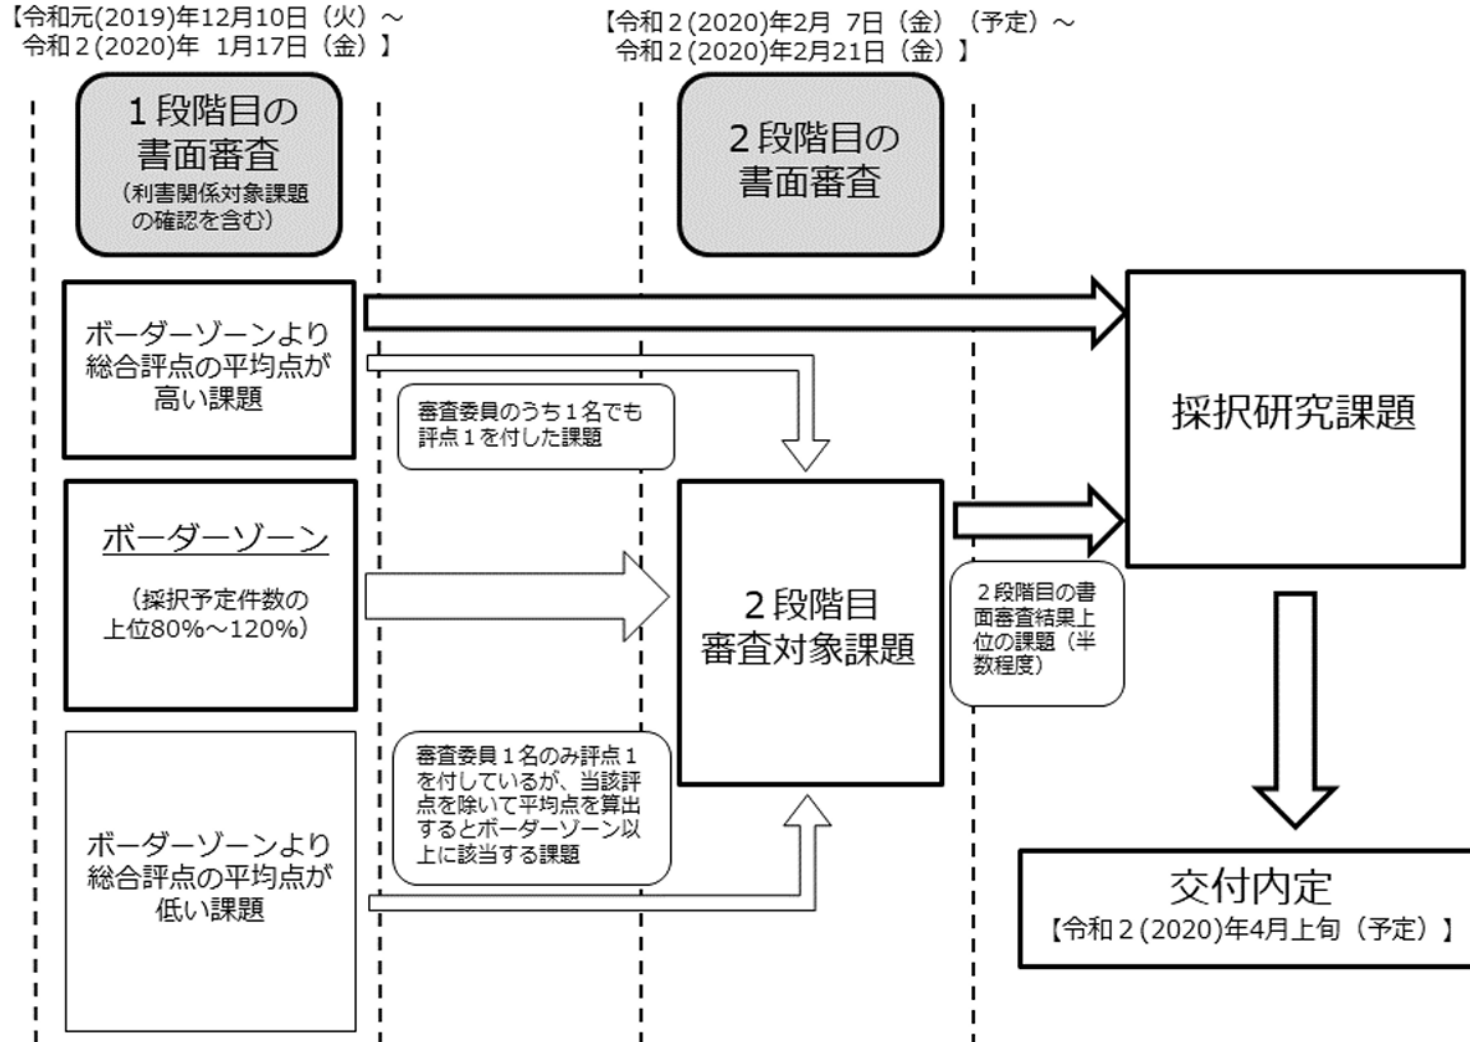 【令和元(2019)年12月10日（火）～
令和２(2020)年 1月17日（金）】
【令和２(2020)年2月 7日（金）（予定）～
令和２(2020)年2月21日（金）】
１段階目の
書面審査
（利害関係対象課題
の確認を含む）
２段階目の
書面審査
ボーダーゾーンより
総合評点の平均点が
高い課題
審査委員のうち１名でも
評点１を付した課題
採択研究課題
ボーダーゾーン
（採択予定件数の
上位80%～120%）
２段階目
審査対象課題
２段階目の書
面審査結果上
位の課題（半
数程度）
審査委員１名のみ評点１
を付しているが、当該評
点を除いて平均点を算出
するとボーダーゾーン以
上に該当する課題
ボーダーゾーンより
総合評点の平均点が
低い課題
交付内定
【令和２(2020)年4月上旬（予定）】